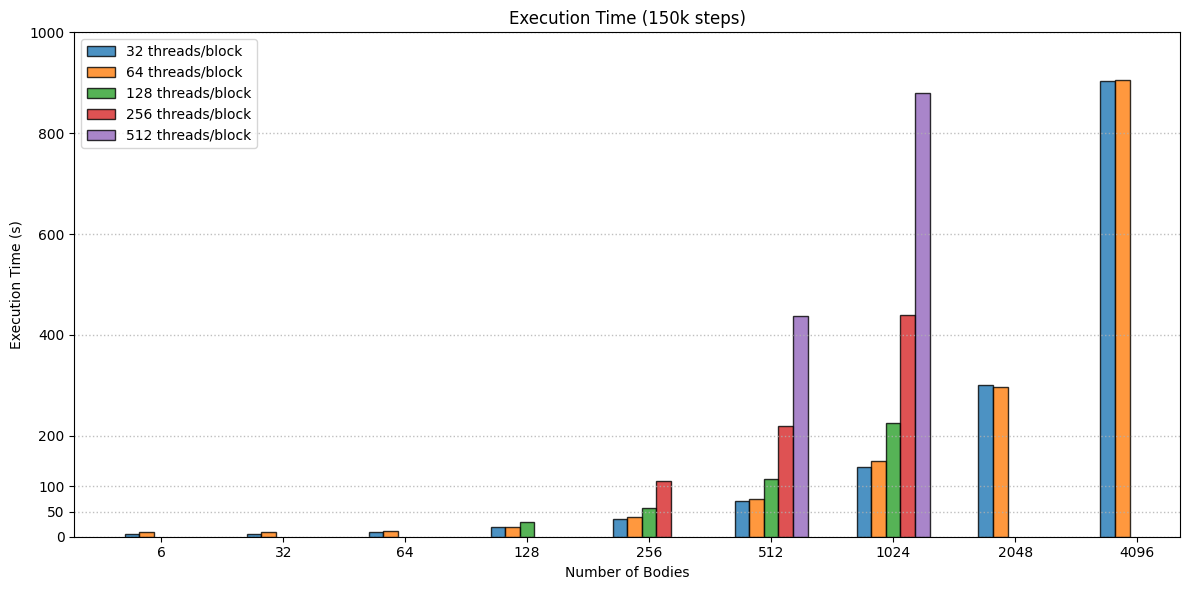 Execution Time (150k steps)
32 threads/block
64 threads/block
128 threads/block
256 threads/block
512 threads/block
Execution Time (s)
1000
800
600
400
200
100
50
0
6 32 64 128 256 512 1024 2048 4096
Number of Bodies